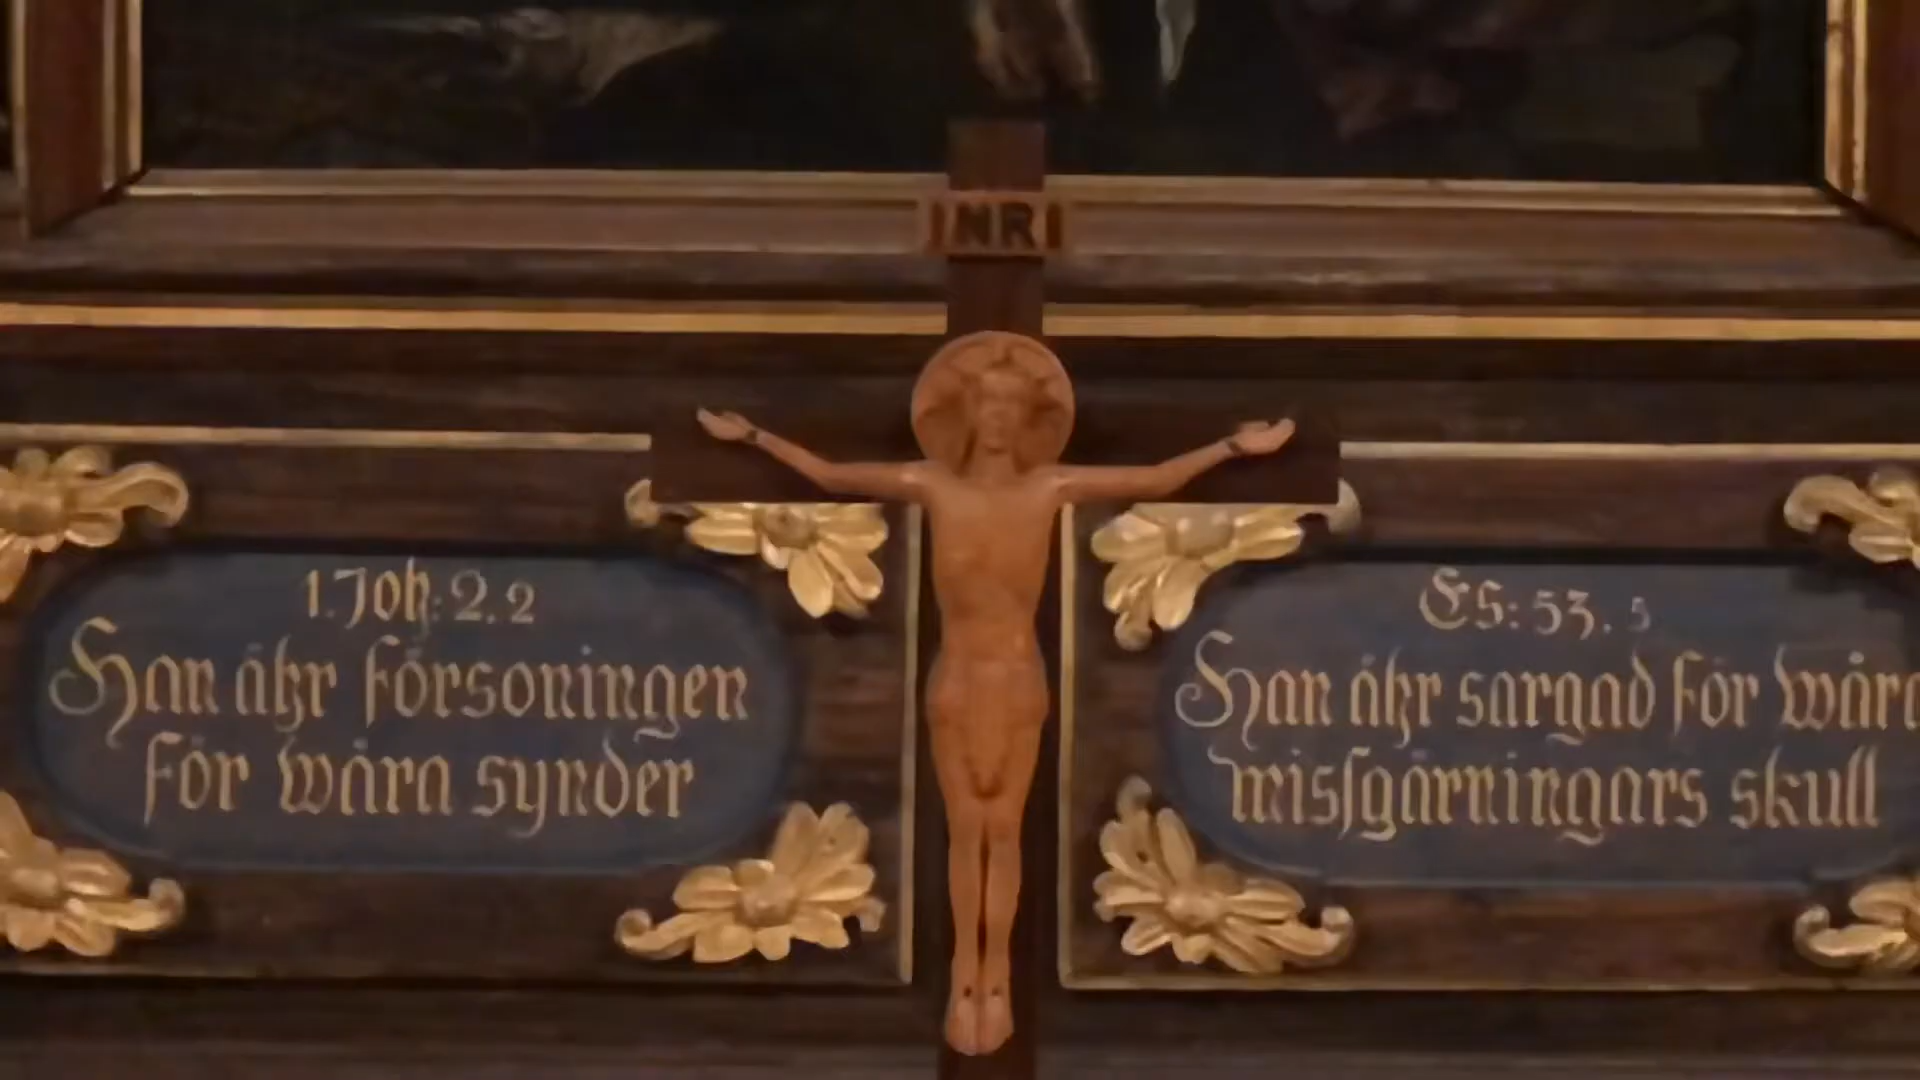 INRI
1. Joh: 2. 2
Han ähr försoningen
för wåra synder
ES: 53. 5
Han ähr sargad för wåra
missgärningars skull